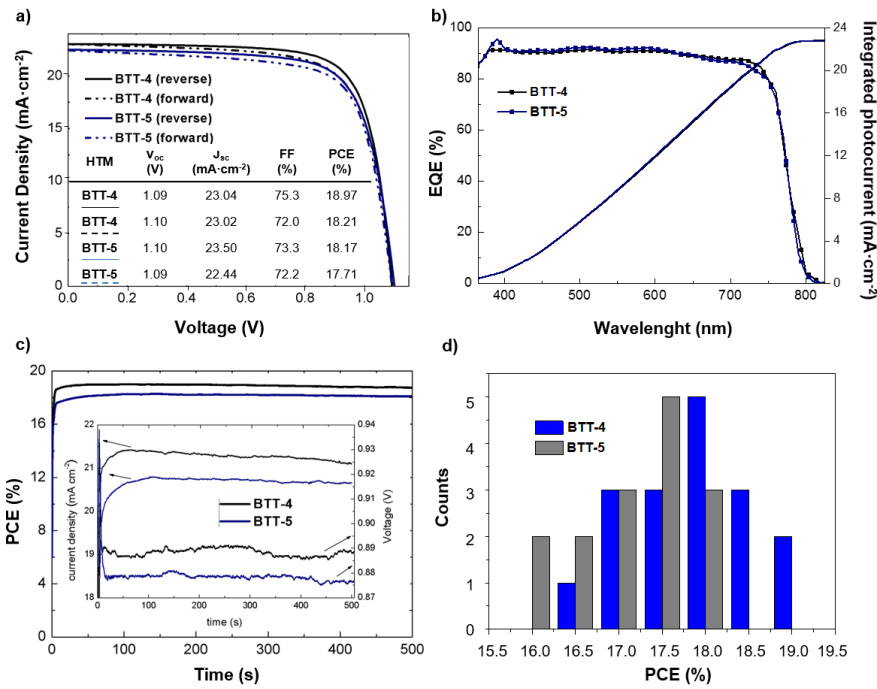 a)
Current Density (mA·cm⁻²)
20
15
10
5
0
BTT-4 (reverse)
BTT-4 (forward)
BTT-5 (reverse)
BTT-5 (forward)
HTM Voc (V) Jsc (mA·cm⁻²) FF (%) PCE (%)
BTT-4 1.09 23.04 75.3 18.97
BTT-4 1.10 23.02 72.0 18.21
BTT-5 1.10 23.50 73.3 18.17
BTT-5 1.09 22.44 72.2 17.71
0.0 0.2 0.4 0.6 0.8 1.0
Voltage (V)
b)
EQE (%)
100
80
60
40
20
0
BTT-4
BTT-5
24
20
16
12
8
4
0
Integrated photocurrent (mA·cm⁻²)
400 500 600 700 800
Wavelenght (nm)
c)
PCE (%)
20
18
12
6
4
0
current density (mA cm⁻²)
22
21
20
19
18
BTT-4
BTT-5
0.94
0.93
0.92
0.91
0.90
0.89
0.88
0.87
Voltage (V)
0 100 200 300 400 500
time (s)
0 100 200 300 400 500
Time (s)
d)
Counts
5
4
3
2
1
0
BTT-4
BTT-5
15.5 16.0 16.5 17.0 17.5 18.0 18.5 19.0 19.5
PCE (%)